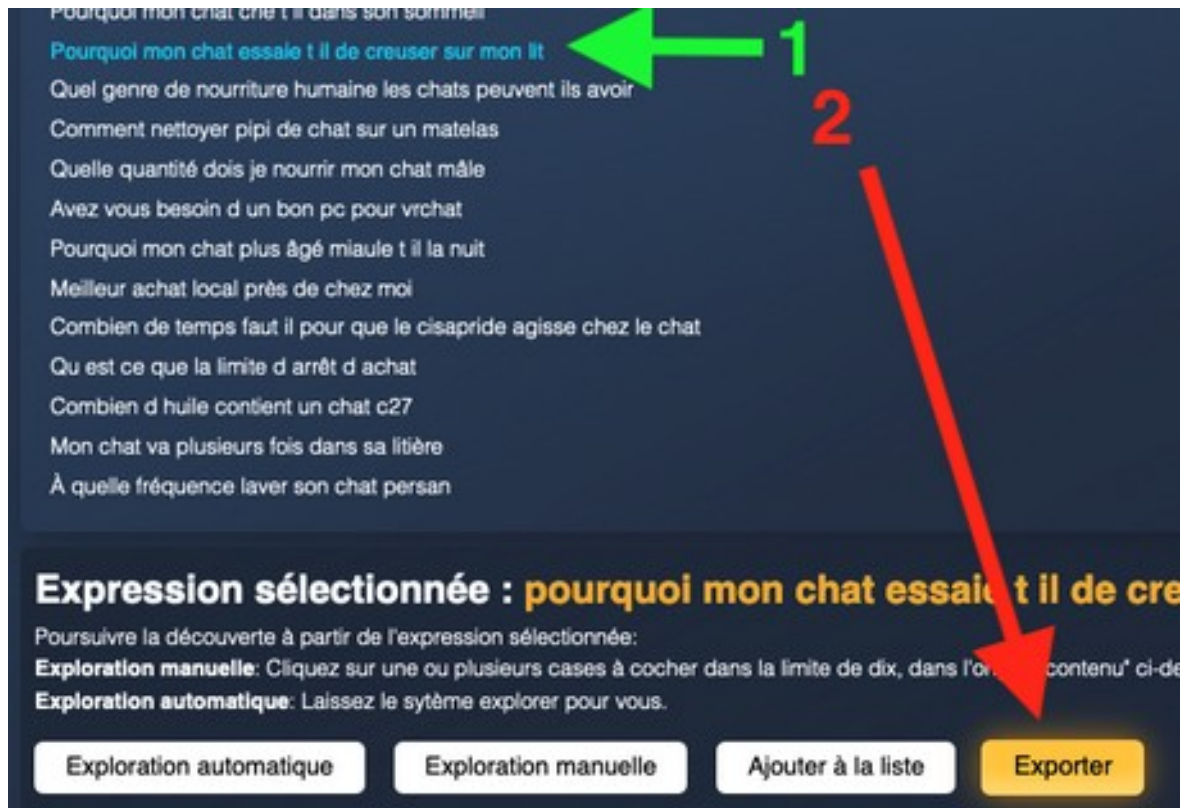 Pourquoi mon chat crie t il dans son sommeil
Pourquoi mon chat essaie t il de creuser sur mon lit
1
Quel genre de nourriture humaine les chats peuvent ils avoir
2
Comment nettoyer pipi de chat sur un matelas
Quelle quantité dois je nourrir mon chat mâle
Avez vous besoin d un bon pc pour vrchat
Pourquoi mon chat plus âgé miaule t il la nuit
Meilleur achat local près de chez moi
Combien de temps faut il pour que le cisapride agisse chez le chat
Qu est ce que la limite d arrêt d achat
Combien d huile contient un chat c27
Mon chat va plusieurs fois dans sa litière
À quelle fréquence laver son chat persan
Expression sélectionnée : pourquoi mon chat essaie t il de cre
Poursuivre la découverte à partir de l'expression sélectionnée:
Exploration manuelle: Cliquez sur une ou plusieurs cases à cocher dans la limite de dix, dans contenu" ci-de
Exploration automatique: Laissez le sytème explorer pour vous.
Exploration automatique
Exploration manuelle
Ajouter à la liste
Exporter